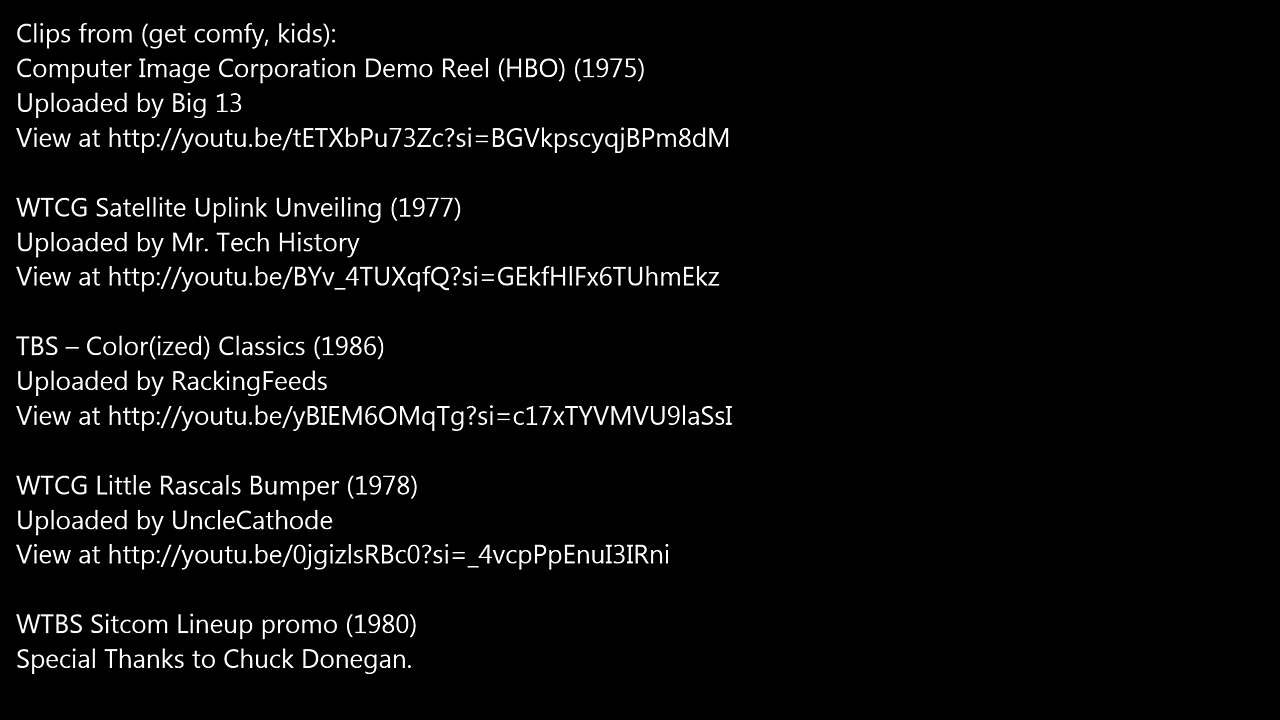 Clips from (get comfy, kids):
Computer Image Corporation Demo Reel (HBO) (1975)
Uploaded by Big 13
View at http://youtu.be/tETXbPu73Zc?si=BGVkpscyqjBPm8dM
WTCG Satellite Uplink Unveiling (1977)
Uploaded by Mr. Tech History
View at http://youtu.be/BYv_4TUXqfQ?si=GEkfHlFx6TUhmEkz
TBS – Color(ized) Classics (1986)
Uploaded by RackingFeeds
View at http://youtu.be/yBIEM6OMqTg?si=c17xTYVMVU9laSsI
WTCG Little Rascals Bumper (1978)
Uploaded by UncleCathode
View at http://youtu.be/0jgizlsRBc0?si=_4vcpPpEnuI3IRni
WTBS Sitcom Lineup promo (1980)
Special Thanks to Chuck Donegan.